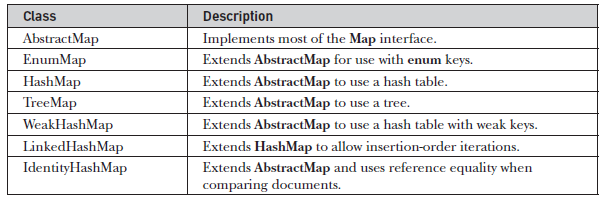 Class Description
AbstractMap Implements most of the Map interface.
EnumMap Extends AbstractMap for use with enum keys.
HashMap Extends AbstractMap to use a hash table.
TreeMap Extends AbstractMap to use a tree.
WeakHashMap Extends AbstractMap to use a hash table with weak keys.
LinkedHashMap Extends HashMap to allow insertion-order iterations.
IdentityHashMap Extends AbstractMap and uses reference equality when
comparing documents.